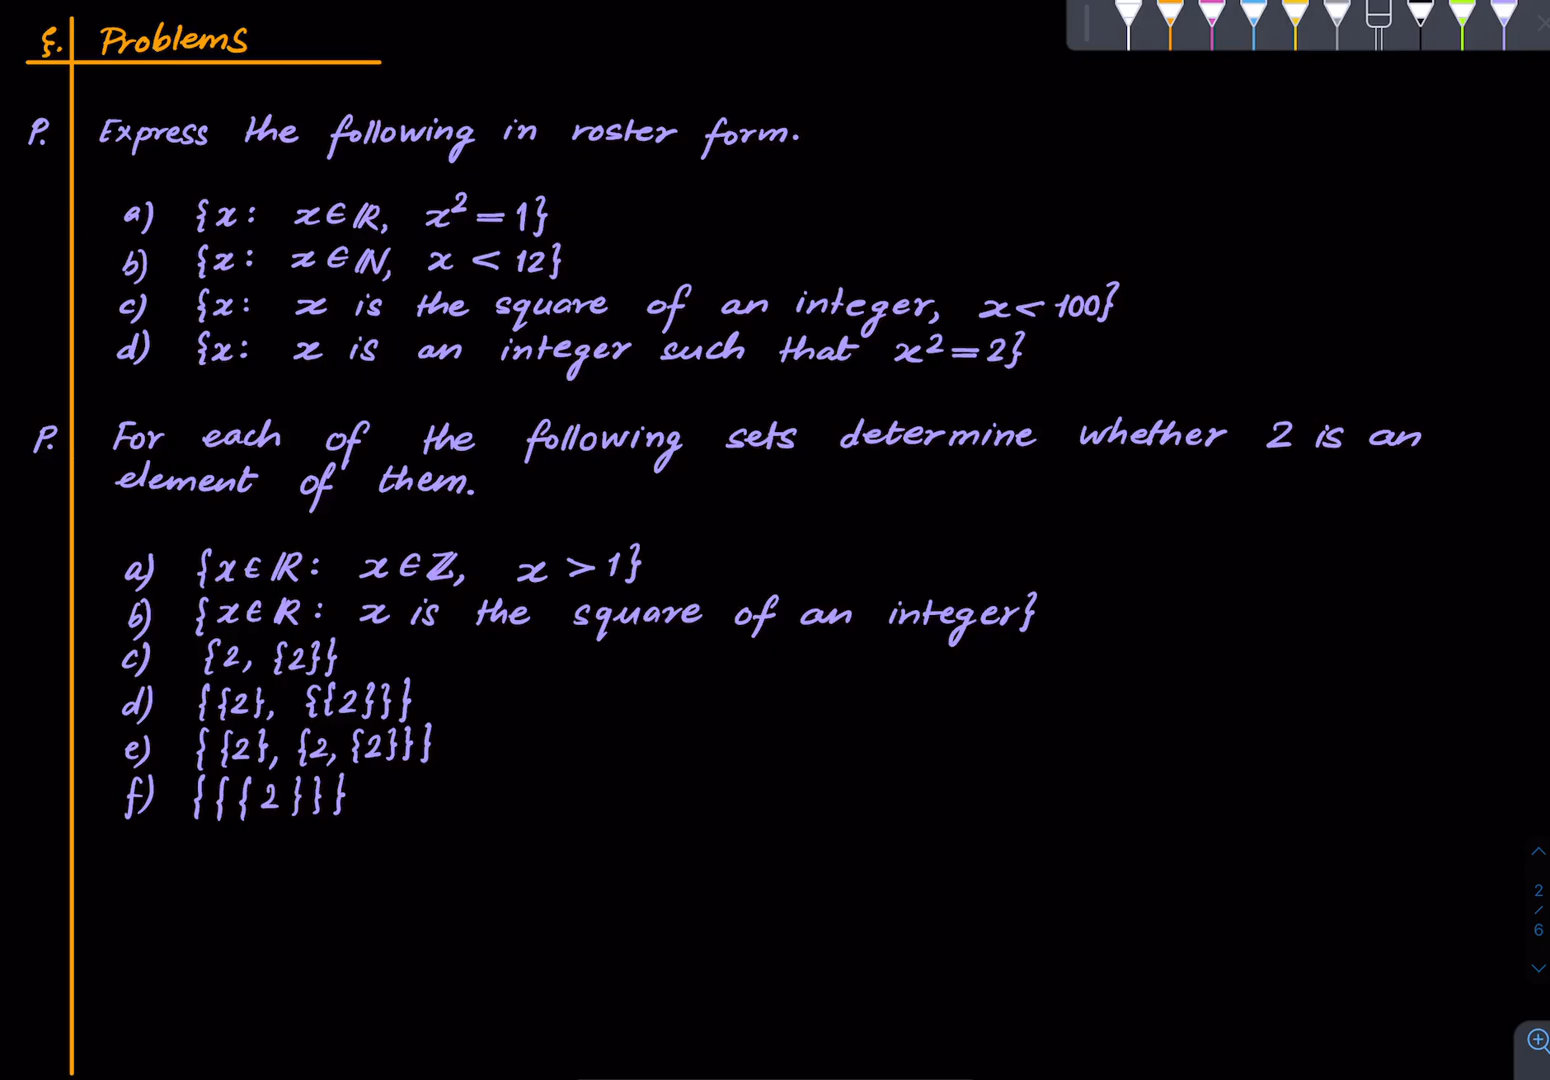 §. Problems
P. Express the following in roster form.
a) {x: x∈ℝ, x²=1}
b) {x: x∈ℕ, x < 12}
c) {x: x is the square of an integer, x<100}
d) {x: x is an integer such that x²=2}
P. For each of the following sets determine whether 2 is an
element of them.
a) {x∈ℝ: x∈ℤ, x >1}
b) {x∈ℝ: x is the square of an integer}
c) {2, {2}}
d) {{2}, {{2}}}
e) {{2}, {2, {2}}}
f) {{{2}}}
2
/
6